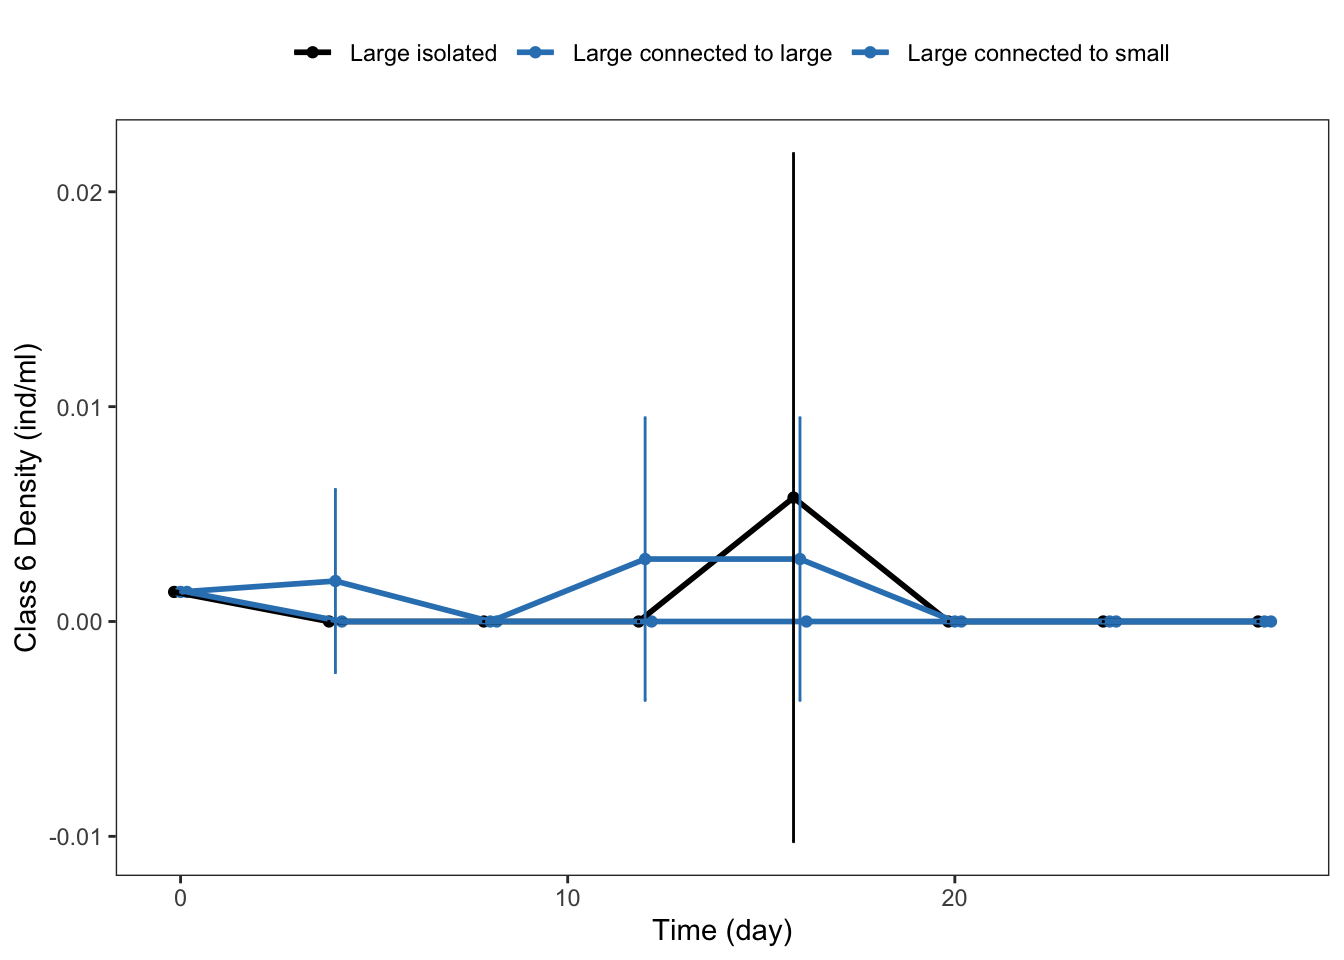 Large isolated Large connected to large Large connected to small
0.02
0.01
0.00
-0.01
Class 6 Density (ind/ml)
0 10 20
Time (day)